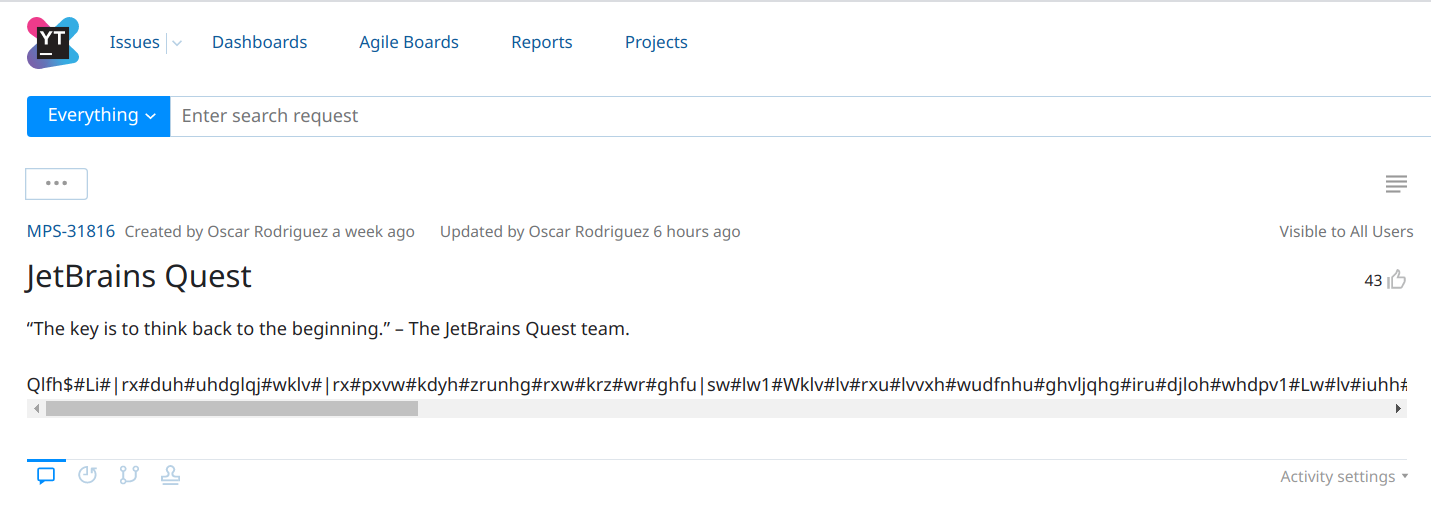 YT
Issues Dashboards Agile Boards Reports Projects
Everything Enter search request
MPS-31816 Created by Oscar Rodriguez a week ago Updated by Oscar Rodriguez 6 hours ago Visible to All Users
JetBrains Quest 43
“The key is to think back to the beginning.” – The JetBrains Quest team.
Qlfh$#Li#|rx#duh#uhdglqj#wklv#|rx#pxvw#kdyh#zrunhg#rxw#krz#wr#ghfu|sw#lw1#Wklv#lv#rxu#lvvxh#wudfnhu#ghvljqhg#iru#djloh#whdpv1#Lw#lv#iuhh#
Activity settings